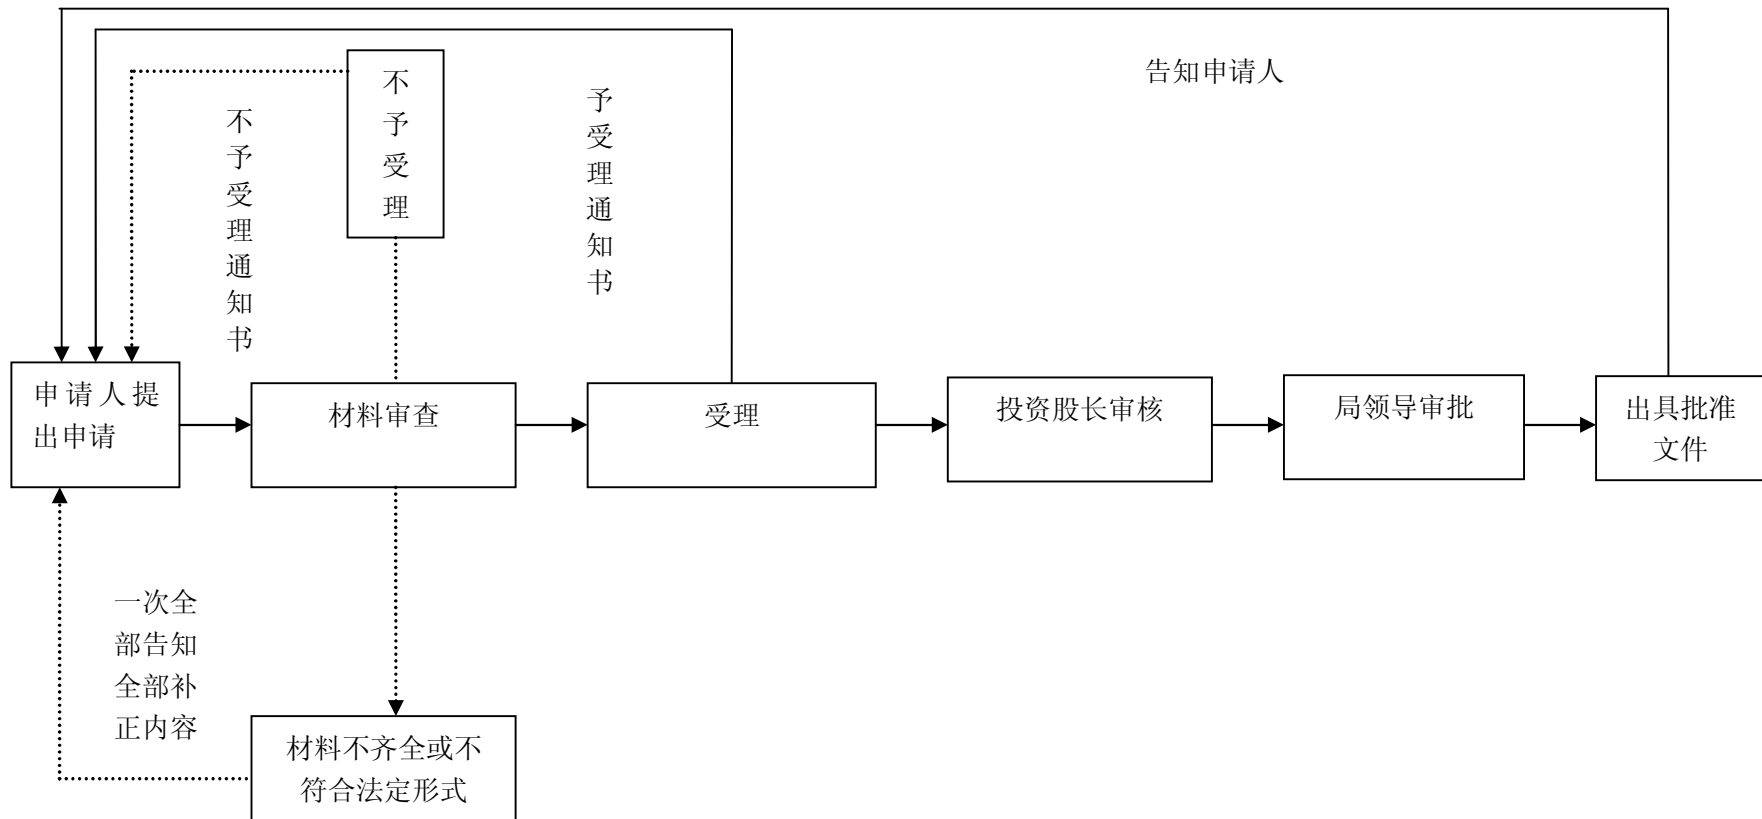 告知申请人
不予受理
不予受理通知书
予受理通知书
申请人提
出申请
材料审查
受理
投资股长审核
局领导审批
出具批准
文件
一次全
部告知
全部补
正内容
材料不齐全或不
符合法定形式